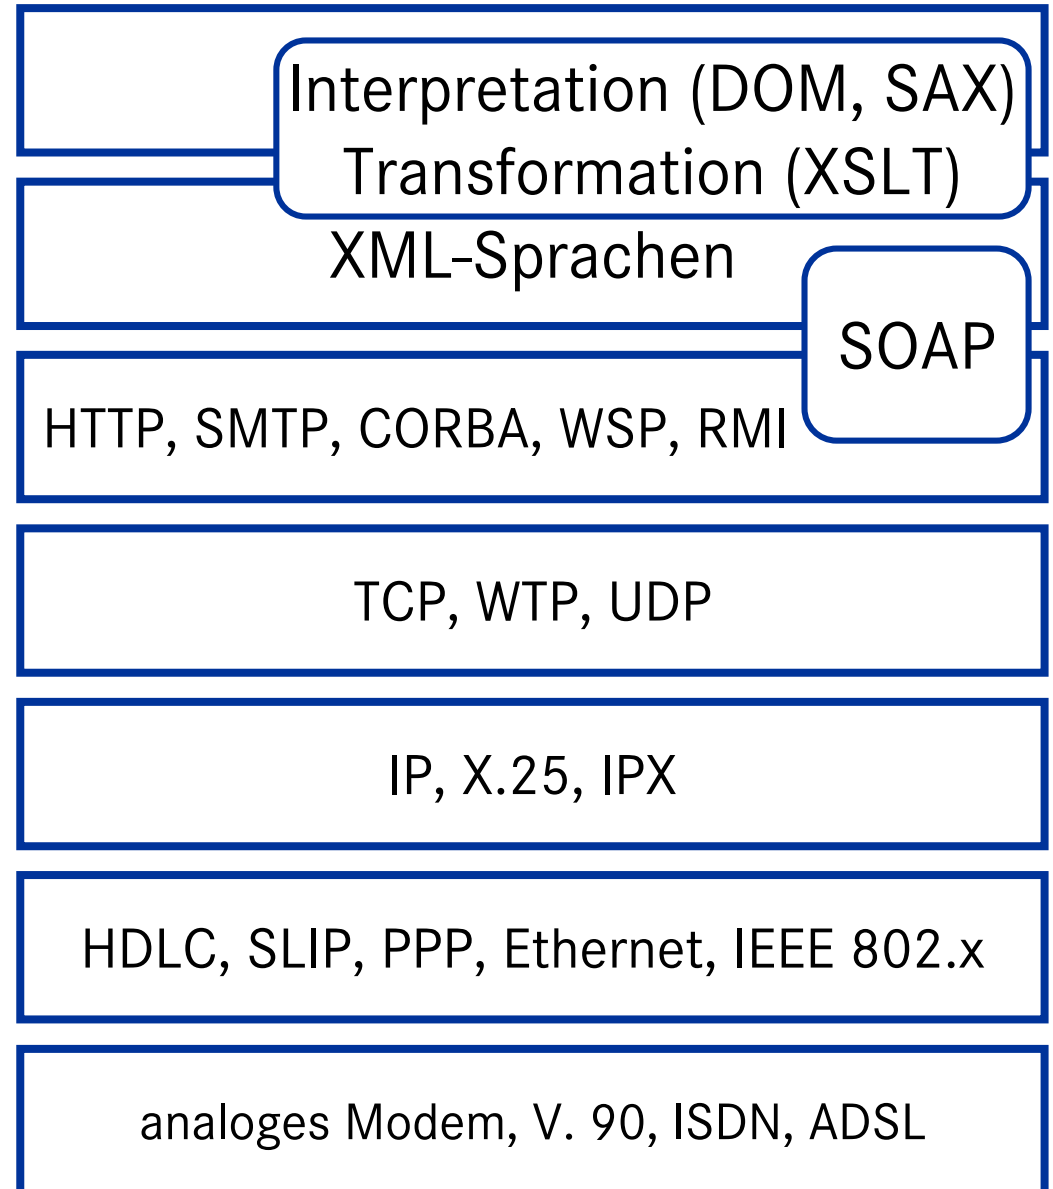 Interpretation (DOM, SAX)
Transformation (XSLT)
XML-Sprachen
SOAP
HTTP, SMTP, CORBA, WSP, RMI
TCP, WTP, UDP
IP, X.25, IPX
HDLC, SLIP, PPP, Ethernet, IEEE 802.x
analoges Modem, V. 90, ISDN, ADSL